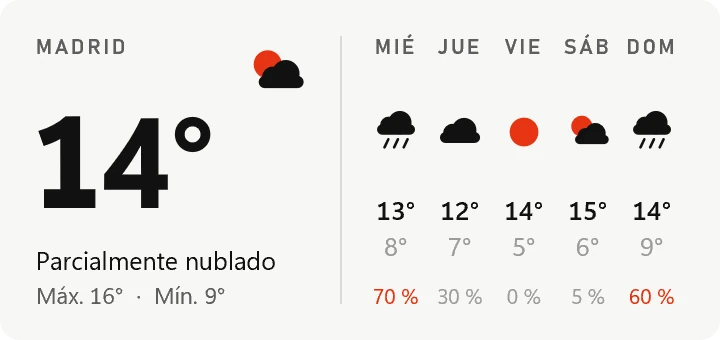 MADRID
14°
Parcialmente nublado
Máx. 16° · Mín. 9°
MIÉ JUE VIE SÁB DOM
13° 12° 14° 15° 14°
8° 7° 5° 6° 9°
70 % 30 % 0 % 5 % 60 %